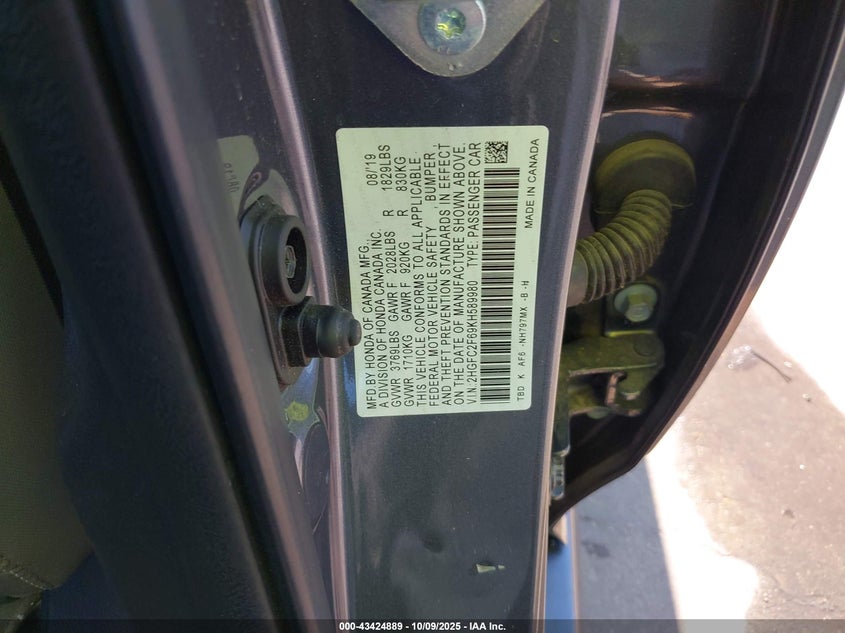 MFD.BY HONDA OF CANADA MFG. 08/19
A DIVISION OF HONDA CANADA INC.
GVWR 3769LBS GAWR F 2028LBS R 1829LBS
GVWR 1710KG GAWR F 920KG R 830KG
THIS VEHICLE CONFORMS TO ALL APPLICABLE
FEDERAL MOTOR VEHICLE SAFETY BUMPER,
AND THEFT PREVENTION STANDARDS IN EFFECT
ON THE DATE OF MANUFACTURE SHOWN ABOVE.
V.I.N:2HGFC2F69KH589980 TYPE:PASSENGER CAR
TBD K AF6 -NH797MX -B -H MADE IN CANADA
000-43424889 | 10/09/2025 | IAA Inc.